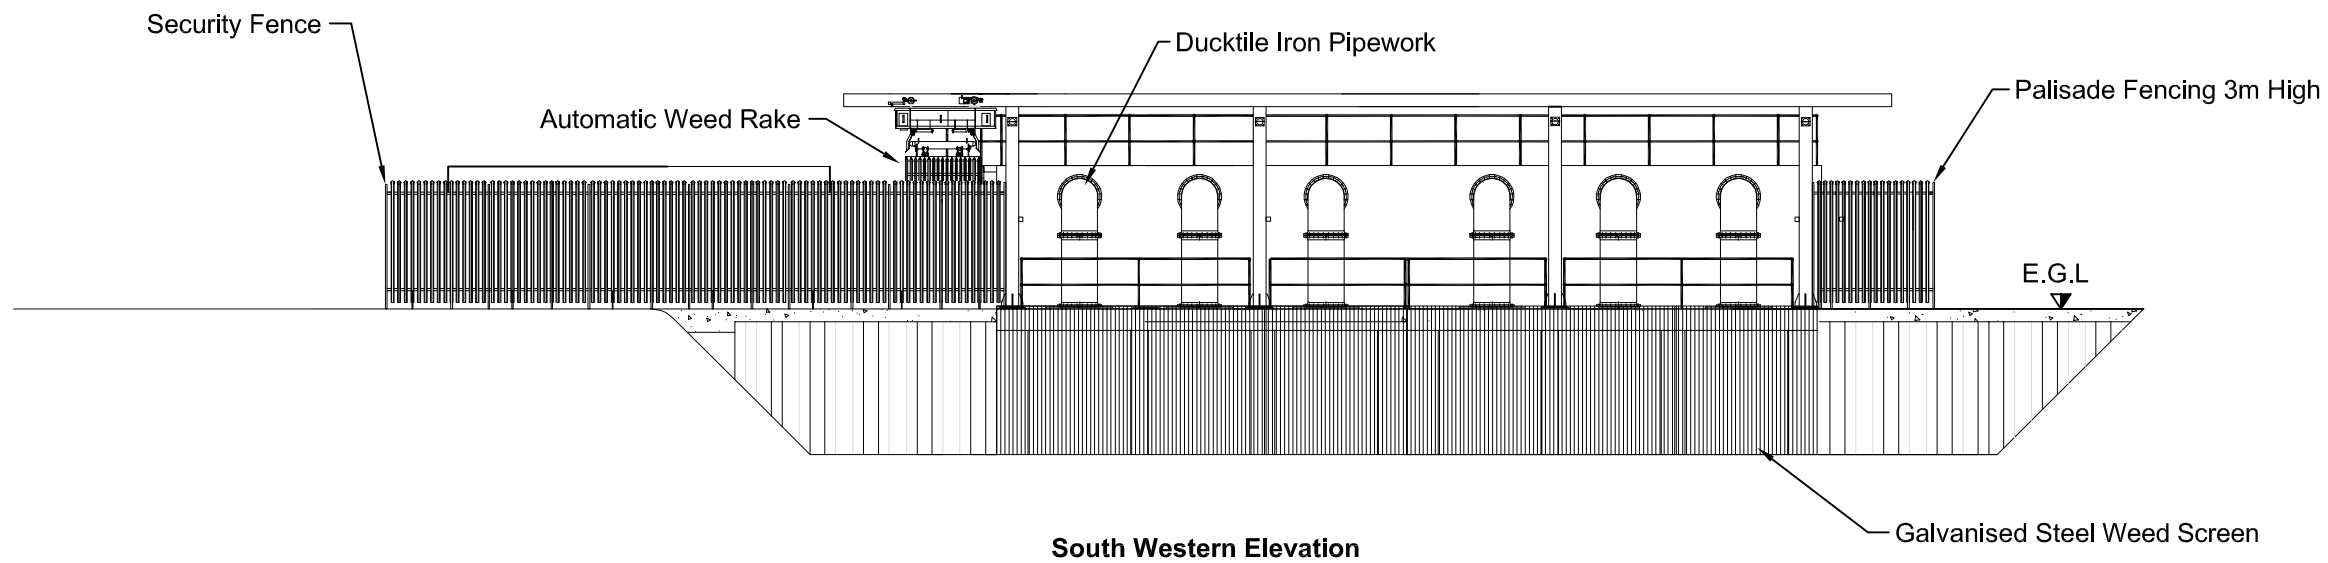 Security Fence
Ducktile Iron Pipework
Palisade Fencing 3m High
Automatic Weed Rake
E.G.L
Galvanised Steel Weed Screen
South Western Elevation